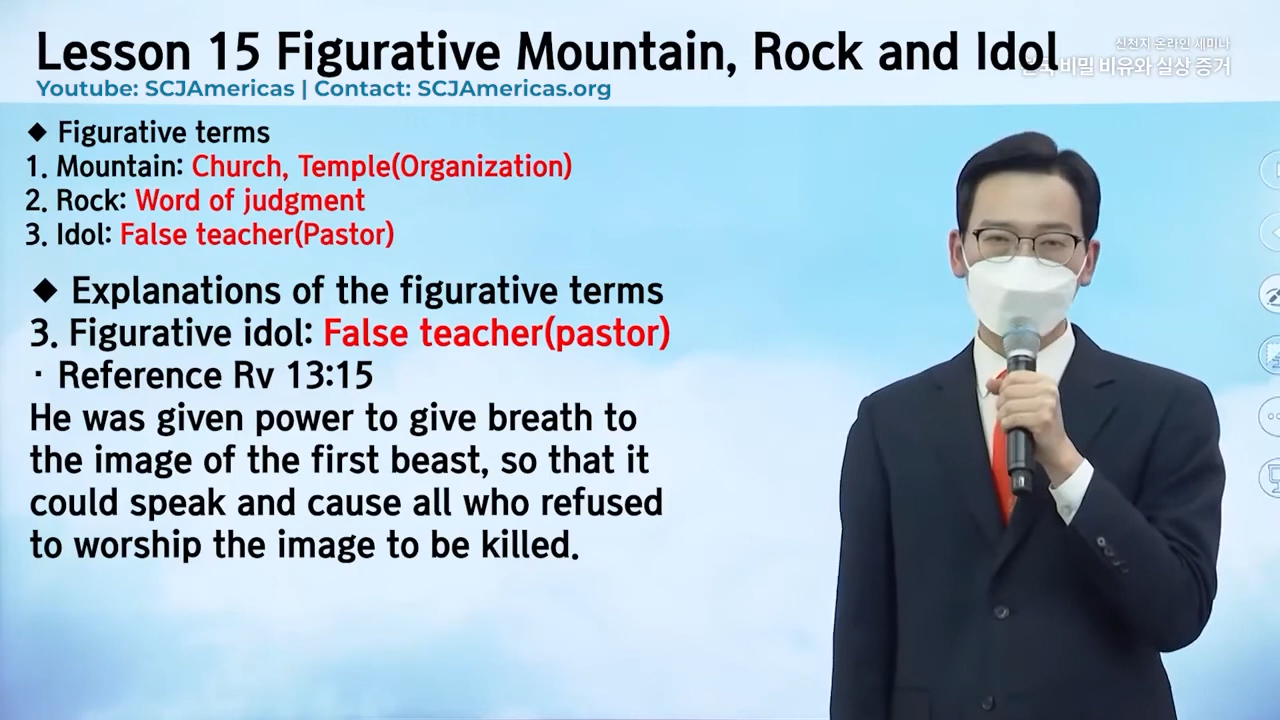 Lesson 15 Figurative Mountain, Rock and Idol
신천지 온라인 세미나
비밀 비유와 실상 증거
Youtube: SCJAmericas | Contact: SCJAmericas.org
◆ Figurative terms
1. Mountain: Church, Temple(Organization)
2. Rock: Word of judgment
3. Idol: False teacher(Pastor)
◆ Explanations of the figurative terms
3. Figurative idol: False teacher(pastor)
· Reference Rv 13:15
He was given power to give breath to
the image of the first beast, so that it
could speak and cause all who refused
to worship the image to be killed.